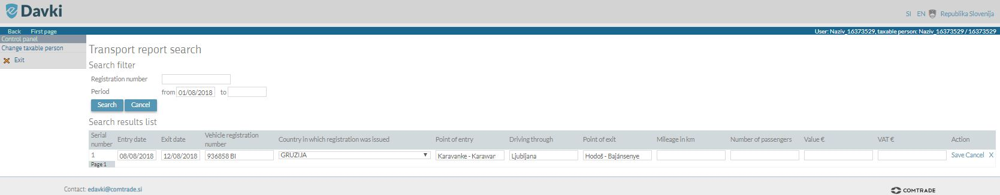 eDavki
SI EN Republika Slovenija
Back First page User: Naziv_16373529, taxable person: Naziv_16373529 / 16373529
Control panel
Change taxable person
Exit
Transport report search
Search filter
Registration number
Period from 01/08/2018 to
Search Cancel
Search results list
Serial number Entry date Exit date Vehicle registration number Country in which registration was issued Point of entry Driving through Point of exit Mileage in km Number of passengers Value € VAT € Action
1 08/08/2018 12/08/2018 936858 BI GRUZIJA Karavanke - Karawan Ljubljana Hodoš - Bajánsenye Save Cancel X
Page 1
Contact: edavki@comtrade.si COMTRADE